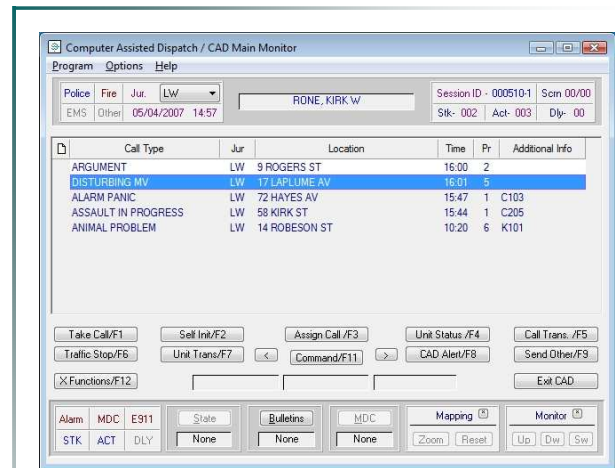 Computer Assisted Dispatch / CAD Main Monitor
Program Options Help
Police Fire Jur. LW RONE, KIRK W Session ID - 000510-1 Scrn 00/00
EMS Other 05/04/2007 14:57 Stk- 002 Act- 003 Dly- 00
Call Type Jur Location Time Pr Additional Info
ARGUMENT LW 9 ROGERS ST 16:00 2
DISTURBING MV LW 17 LAPLUME AV 16:01 5
ALARM PANIC LW 72 HAYES AV 15:47 1 C103
ASSAULT IN PROGRESS LW 58 KIRK ST 15:44 1 C205
ANIMAL PROBLEM LW 14 ROBESON ST 10:20 6 K101
Take Call/F1 Self Init/F2 Assign Call /F3 Unit Status /F4 Call Trans. /F5
Traffic Stop/F6 Unit Trans/F7 < Command/F11 > CAD Alert/F8 Send Other/F9
X Functions/F12 Exit CAD
Alarm MDC E911 State Bulletins MDC Mapping Monitor
STK ACT DLY None None None Zoom Reset Up Dw Sw